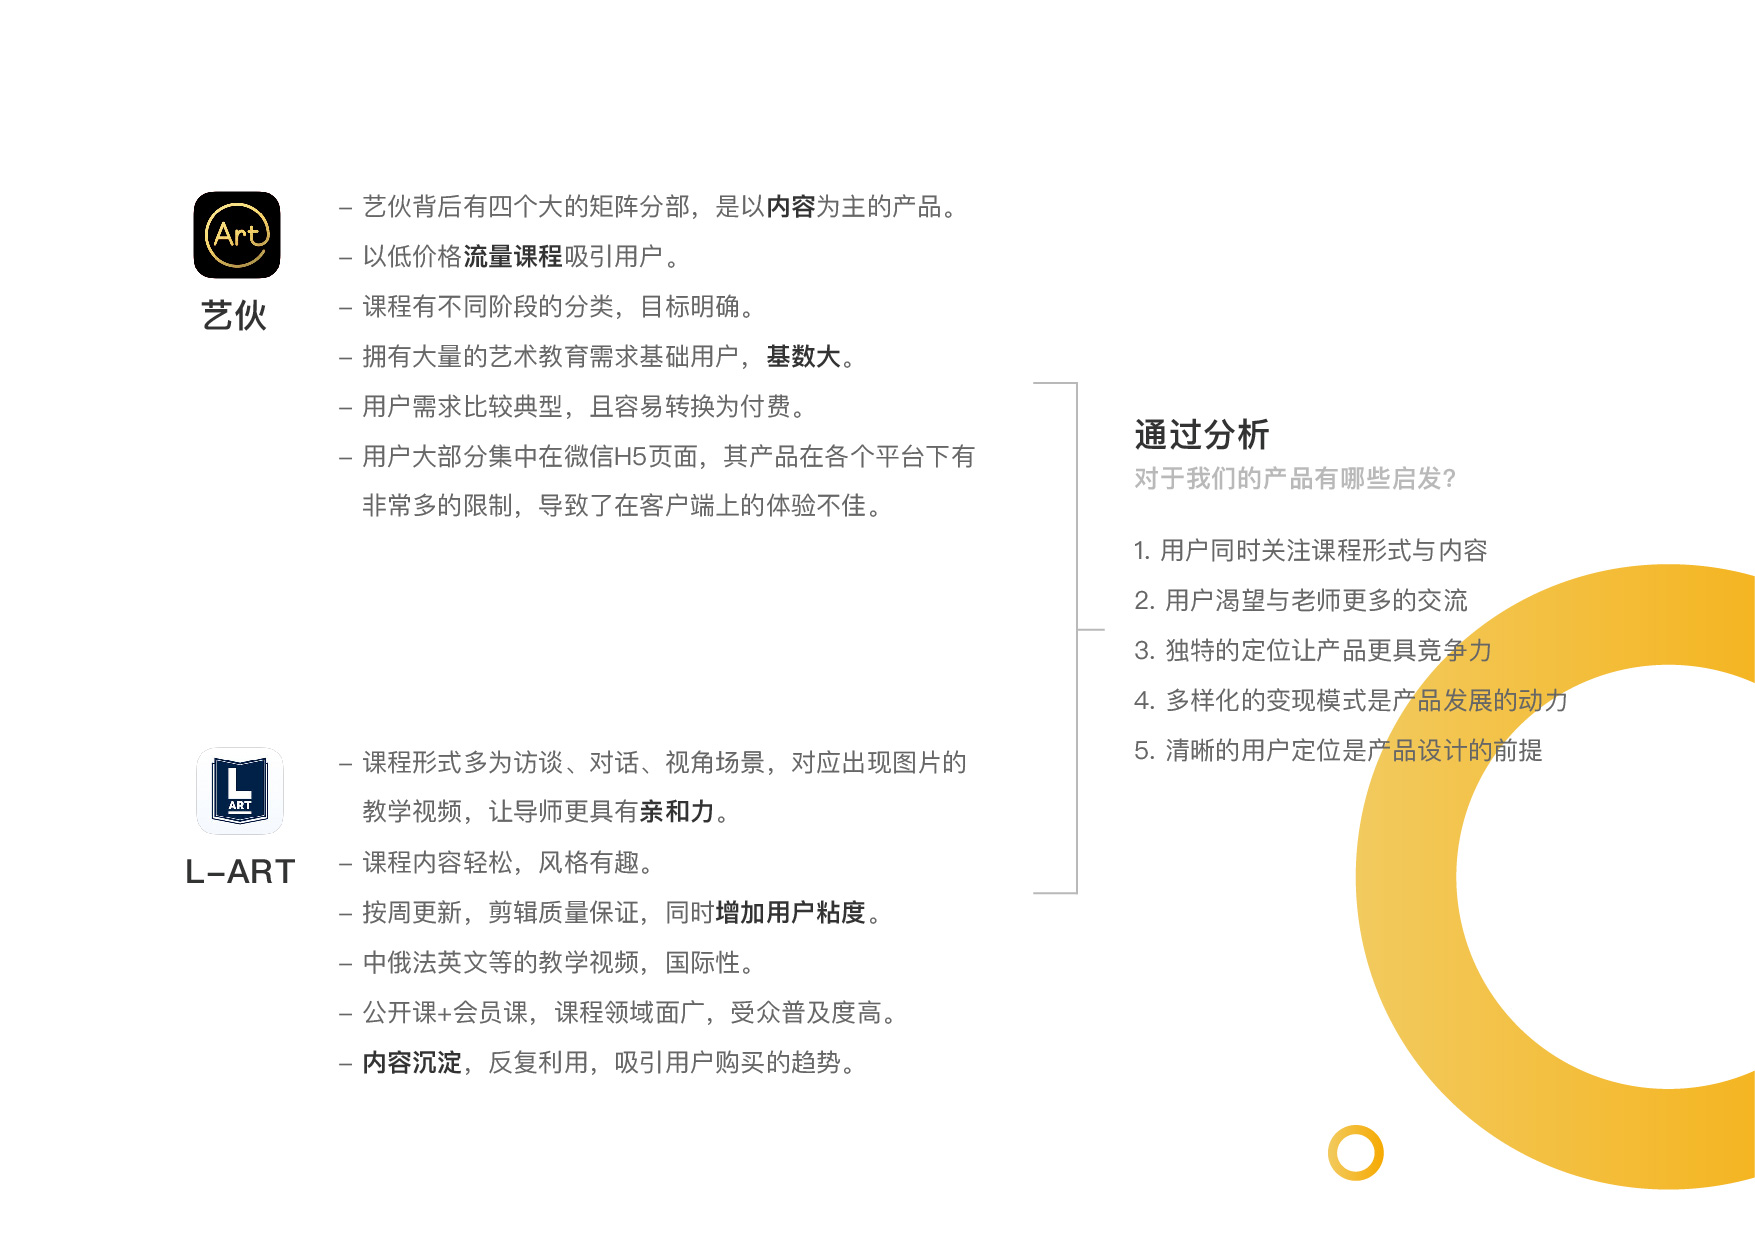 Art
艺伙
– 艺伙背后有四个大的矩阵分部，是以内容为主的产品。
– 以低价格流量课程吸引用户。
– 课程有不同阶段的分类，目标明确。
– 拥有大量的艺术教育需求基础用户，基数大。
– 用户需求比较典型，且容易转换为付费。
– 用户大部分集中在微信H5页面，其产品在各个平台下有
非常多的限制，导致了在客户端上的体验不佳。
L ART
L–ART
– 课程形式多为访谈、对话、视角场景，对应出现图片的
教学视频，让导师更具有亲和力。
– 课程内容轻松，风格有趣。
– 按周更新，剪辑质量保证，同时增加用户粘度。
– 中俄法英文等的教学视频，国际性。
– 公开课+会员课，课程领域面广，受众普及度高。
– 内容沉淀，反复利用，吸引用户购买的趋势。
通过分析
对于我们的产品有哪些启发？
1. 用户同时关注课程形式与内容
2. 用户渴望与老师更多的交流
3. 独特的定位让产品更具竞争力
4. 多样化的变现模式是产品发展的动力
5. 清晰的用户定位是产品设计的前提